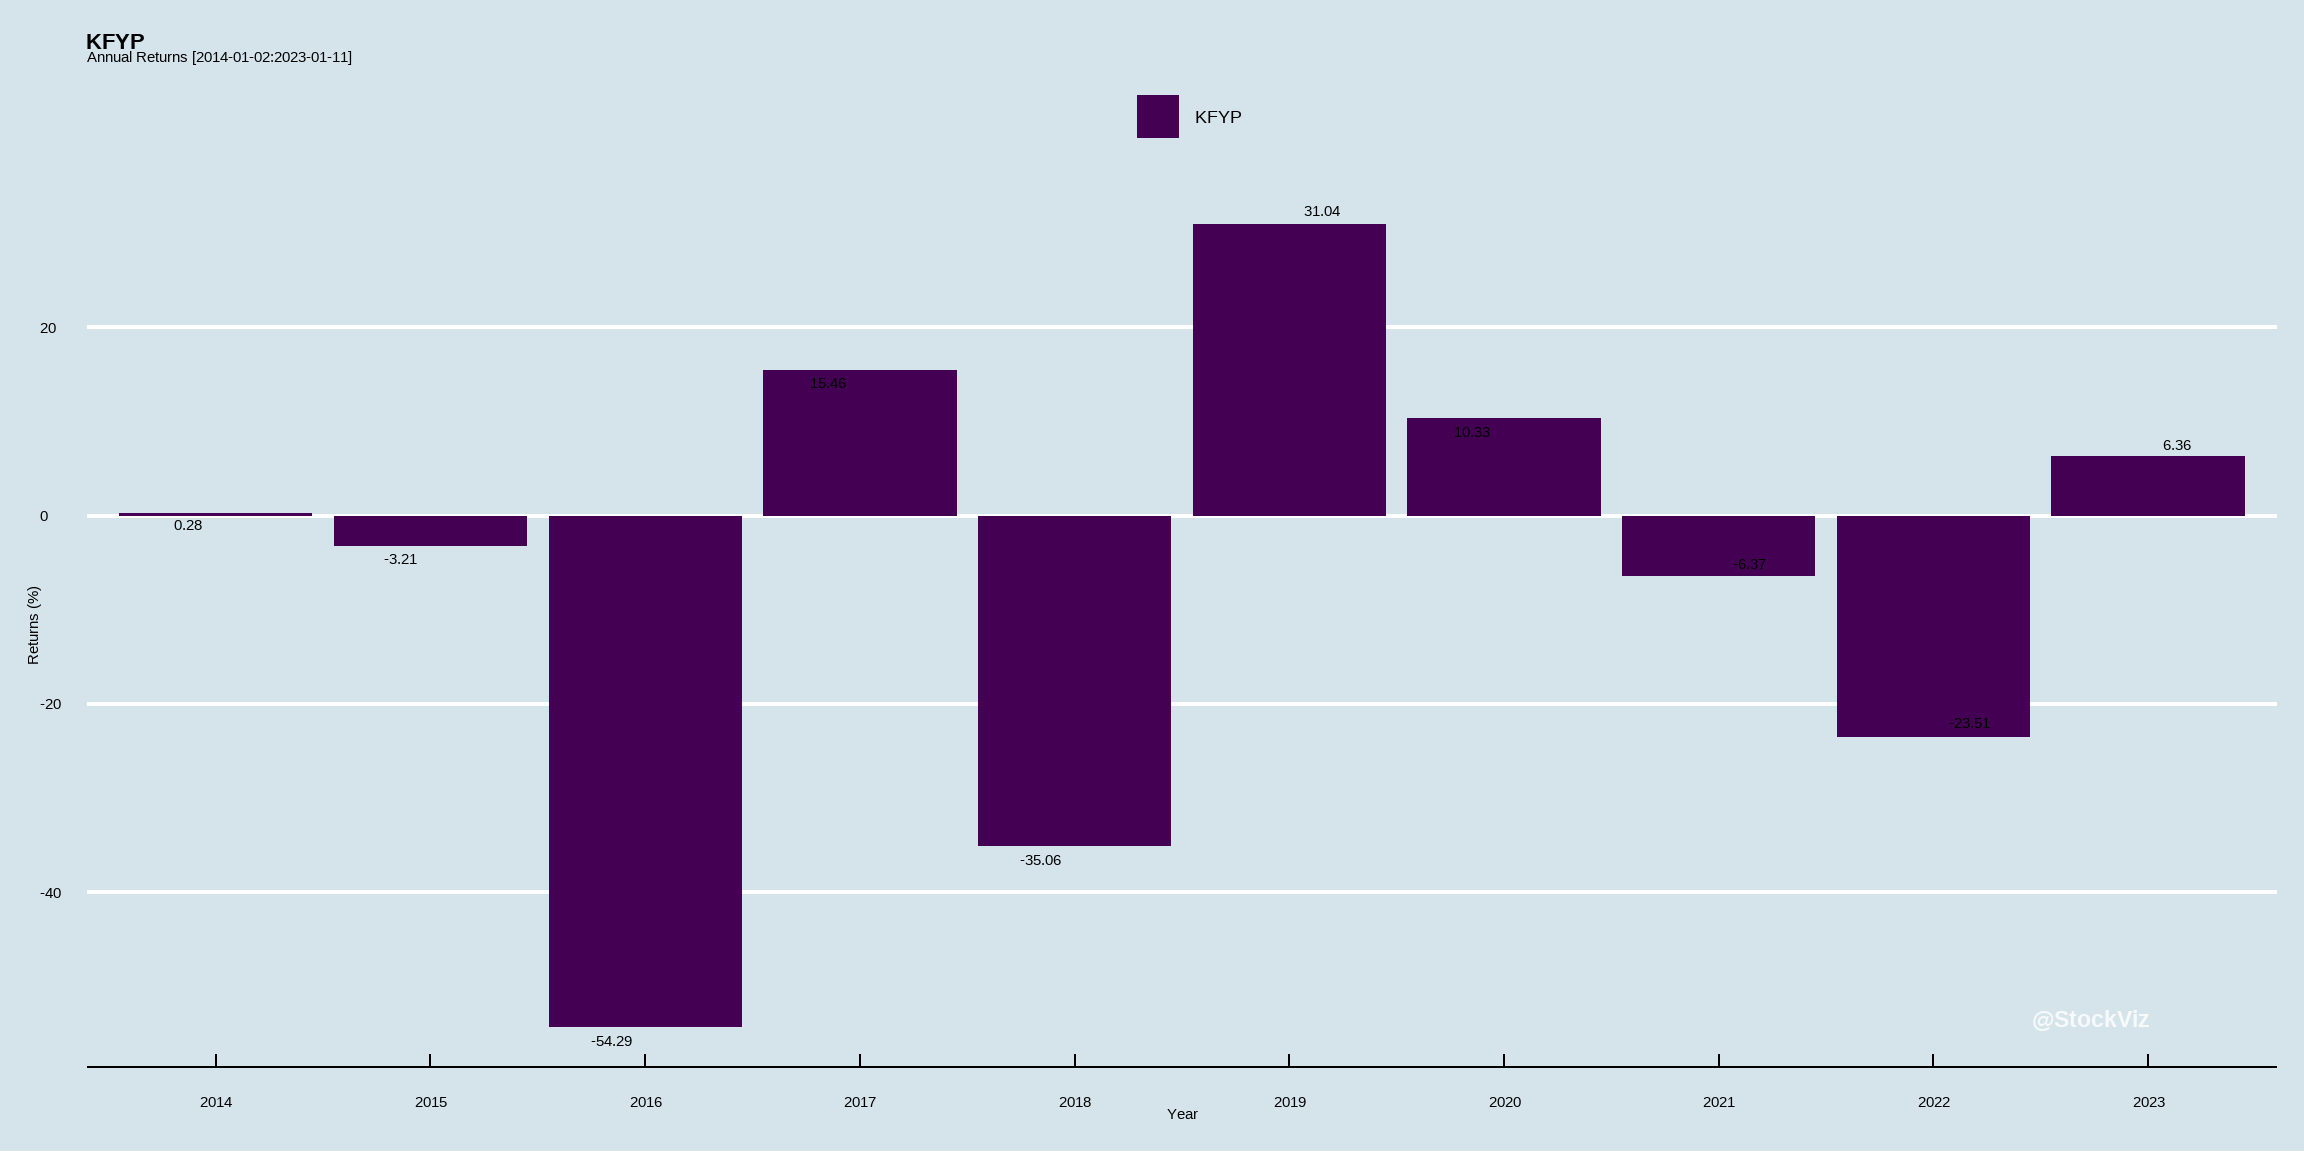 KFYP
Annual Returns [2014-01-02:2023-01-11]
KFYP
31.04
20
15.46
10.33
6.36
0
0.28
-3.21
-6.37
Returns (%)
-20
-23.51
-35.06
-40
@StockViz
-54.29
2014 2015 2016 2017 2018 2019 2020 2021 2022 2023
Year